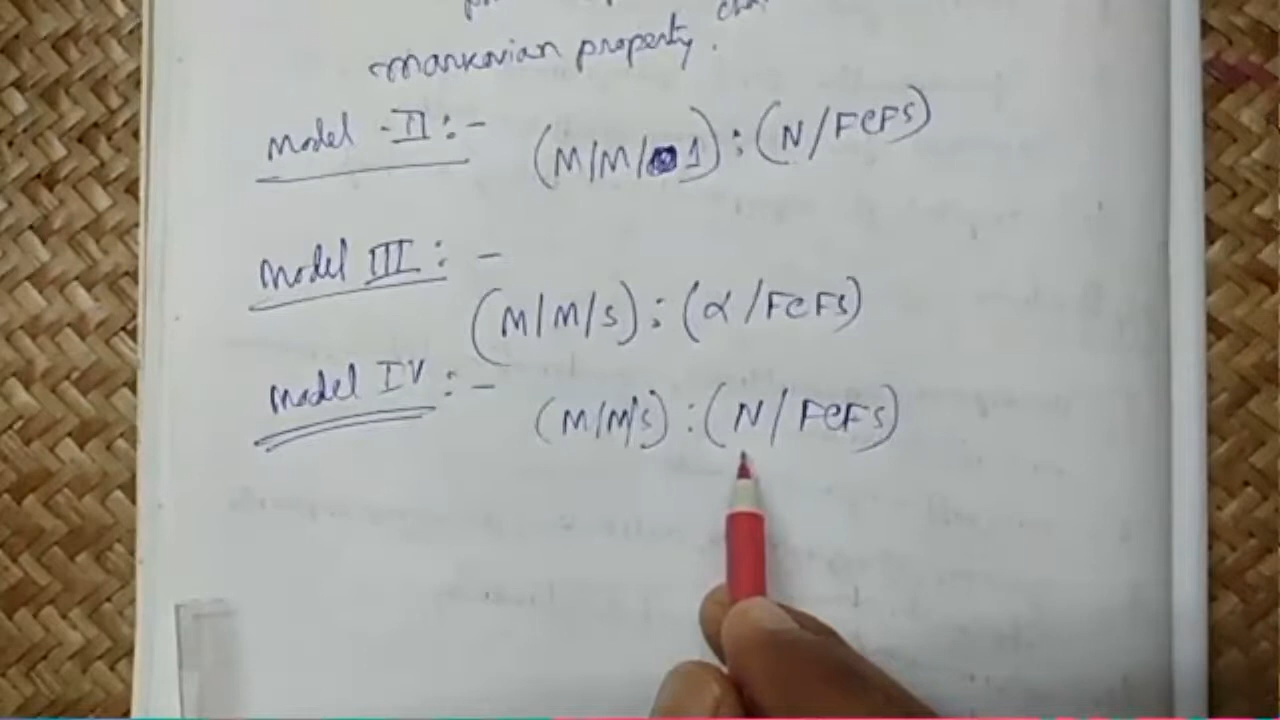 markovian property.
Model -II :- (M/M/1) : (N/FCFS)
Model III : -
(M/M/s) : (α/FCFS)
Model IV : - (M/M/s) : (N/FCFS)